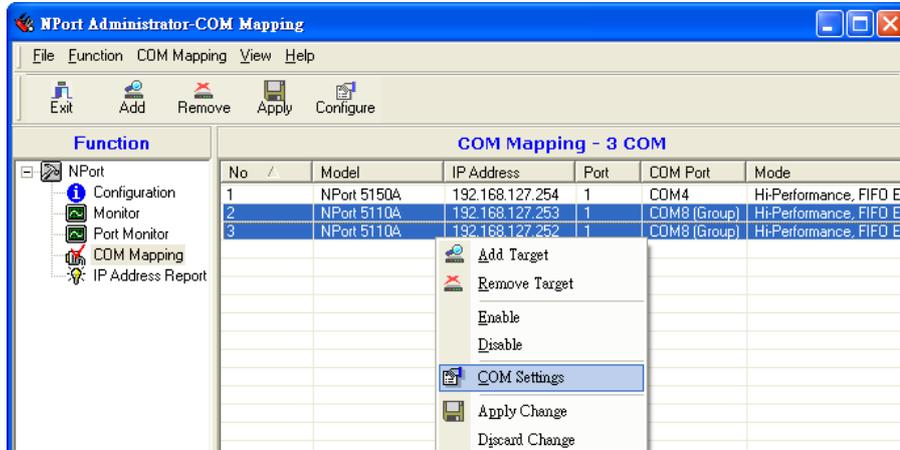 NPort Administrator-COM Mapping
File Function COM Mapping View Help
Exit Add Remove Apply Configure
Function
NPort
Configuration
Monitor
Port Monitor
COM Mapping
IP Address Report
COM Mapping - 3 COM
No Model IP Address Port COM Port Mode
1 NPort 5150A 192.168.127.254 1 COM4 Hi-Performance, FIFO E
2 NPort 5110A 192.168.127.253 1 COM8 (Group) Hi-Performance, FIFO E
3 NPort 5110A 192.168.127.252 1 COM8 (Group) Hi-Performance, FIFO E
Add Target
Remove Target
Enable
Disable
COM Settings
Apply Change
Discard Change